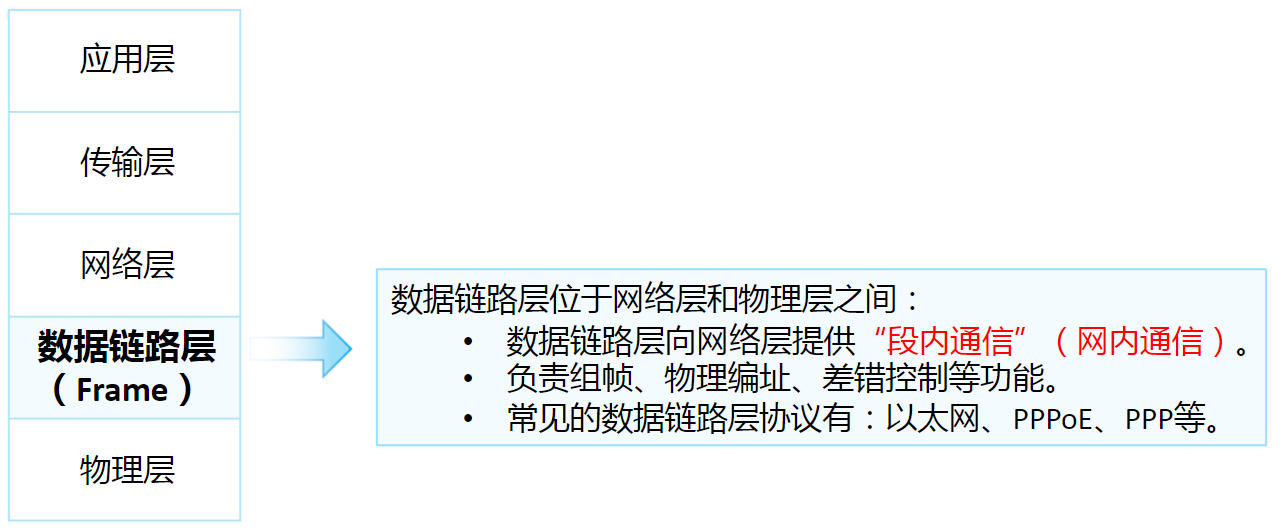 应用层
传输层
网络层
数据链路层
（Frame）
物理层
数据链路层位于网络层和物理层之间：
• 数据链路层向网络层提供“段内通信”（网内通信）。
• 负责组帧、物理编址、差错控制等功能。
• 常见的数据链路层协议有：以太网、PPPoE、PPP等。